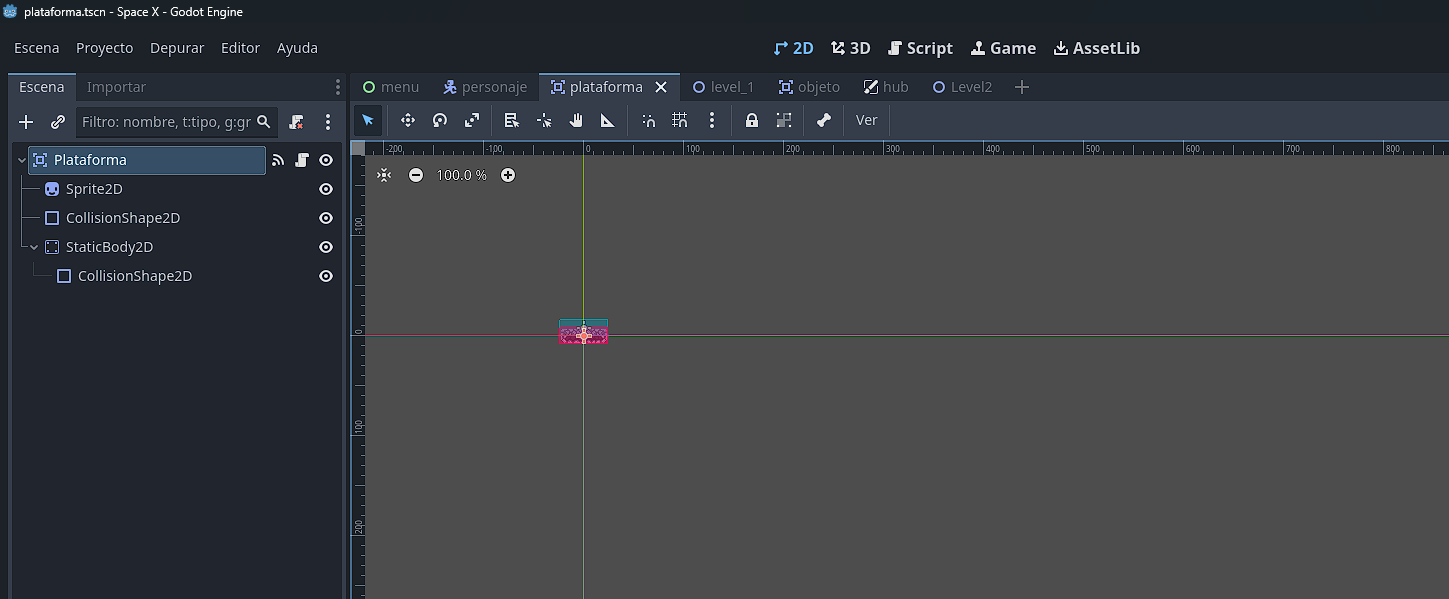 plataforma.tscn - Space X - Godot Engine
Escena Proyecto Depurar Editor Ayuda
2D 3D Script Game AssetLib
Escena Importar
menu personaje plataforma level_1 objeto hub Level2
Filtro: nombre, t:tipo, g:gr
Ver
-200 -100 0 100 200 300 400 500 600 700 800
100.0 %
Plataforma
Sprite2D
CollisionShape2D
StaticBody2D
CollisionShape2D
-100
0
100
200